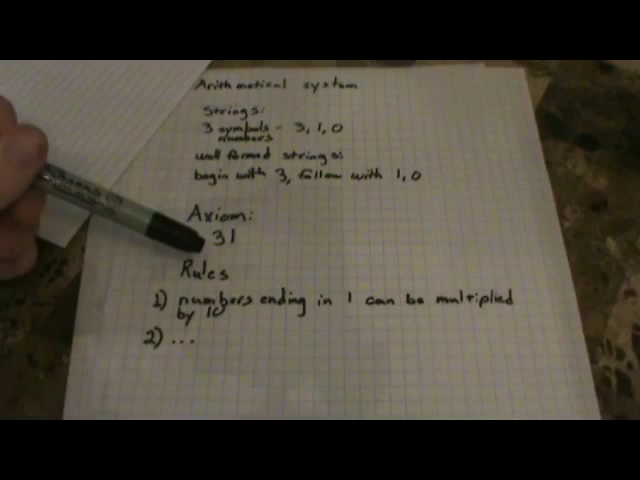 Arithmetical system
Strings:
3 symbols - 3, 1, 0
numbers
well formed strings:
begin with 3, follow with 1, 0
Axiom:
31
Rules
1) numbers ending in 1 can be multiplied
by 10
2) ...